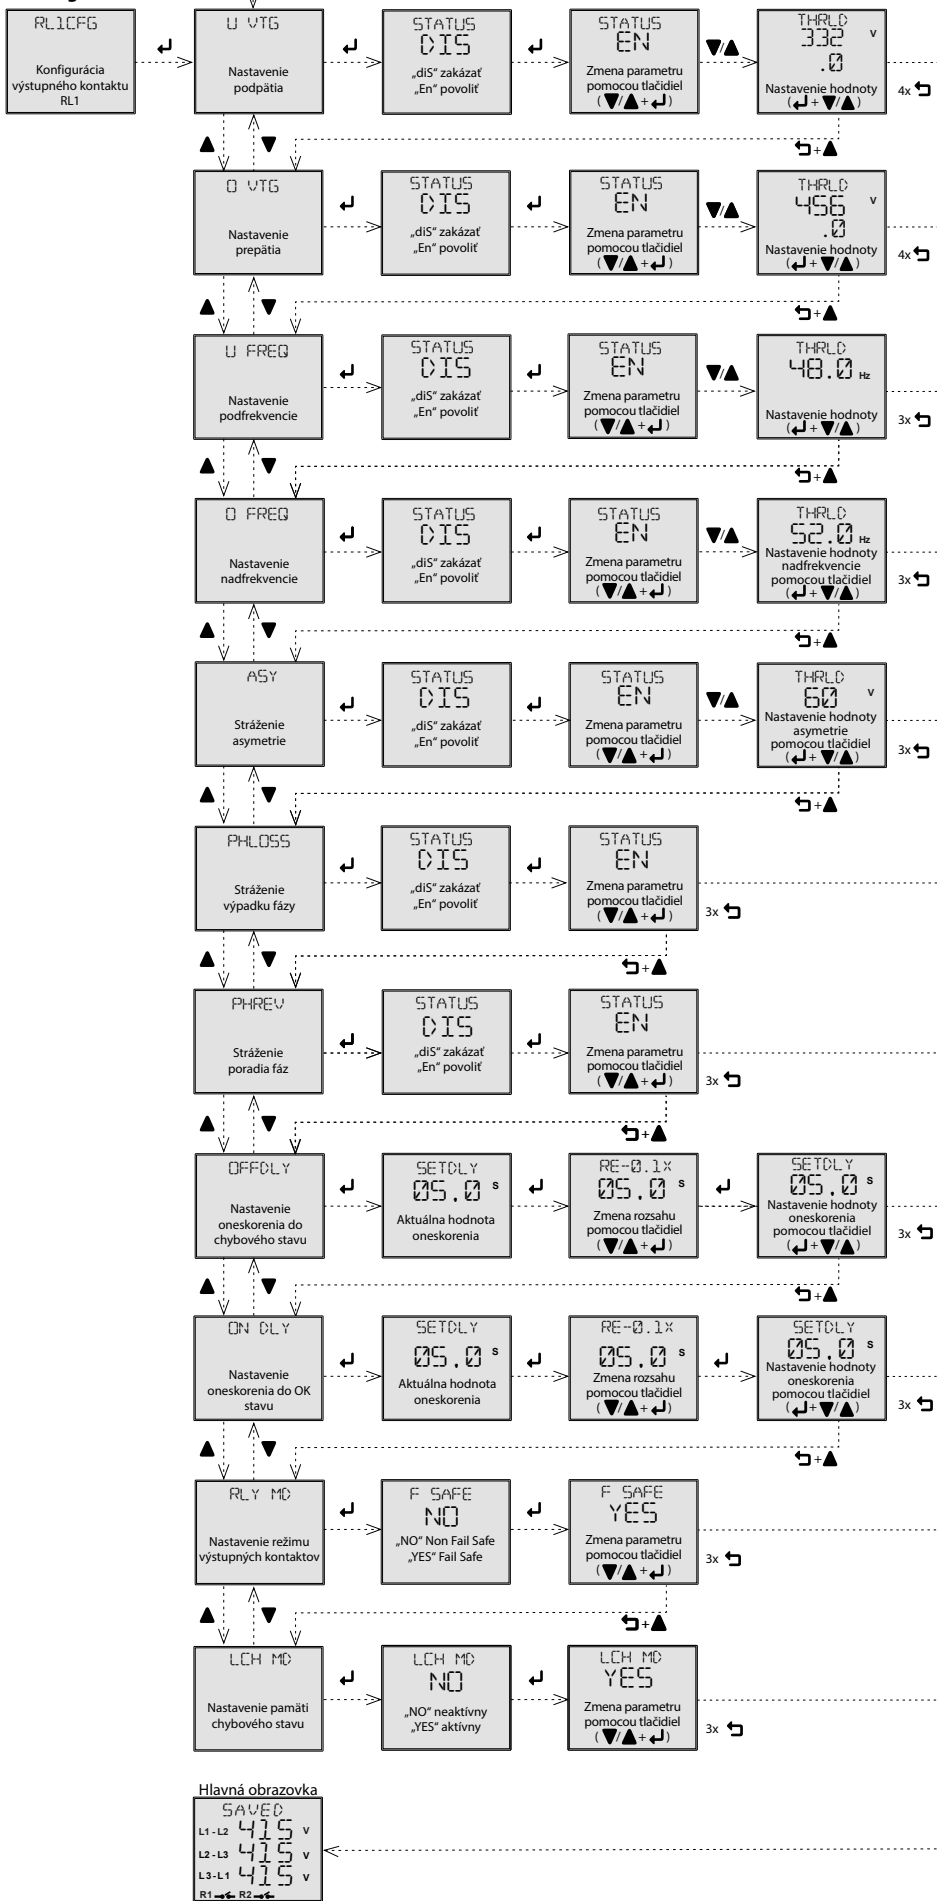 RL1CFG
Konfigurácia
výstupného kontaktu
RL1
U VTG
Nastavenie
podpätia
STATUS
DIS
„diS“ zakázať
„En“ povoliť
STATUS
EN
Zmena parametru
pomocou tlačidiel
(▼/▲+↵)
▼/▲
THRLD
332 V
.0
Nastavenie hodnoty
(↵+▼/▲)
4x
+▲
O VTG
Nastavenie
prepätia
STATUS
DIS
„diS“ zakázať
„En“ povoliť
STATUS
EN
Zmena parametru
pomocou tlačidiel
(▼/▲+↵)
▼/▲
THRLD
456 V
.0
Nastavenie hodnoty
(↵+▼/▲)
4x
+▲
U FREQ
Nastavenie
podfrekvencie
STATUS
DIS
„diS“ zakázať
„En“ povoliť
STATUS
EN
Zmena parametru
pomocou tlačidiel
(▼/▲+↵)
▼/▲
THRLD
48.0 Hz
Nastavenie hodnoty
(↵+▼/▲)
3x
+▲
O FREQ
Nastavenie
nadfrekvencie
STATUS
DIS
„diS“ zakázať
„En“ povoliť
STATUS
EN
Zmena parametru
pomocou tlačidiel
(▼/▲+↵)
▼/▲
THRLD
52.0 Hz
Nastavenie hodnoty
nadfrekvencie
pomocou tlačidiel
(↵+▼/▲)
3x
+▲
ASY
Stráženie
asymetrie
STATUS
DIS
„diS“ zakázať
„En“ povoliť
STATUS
EN
Zmena parametru
pomocou tlačidiel
(▼/▲+↵)
▼/▲
THRLD
60 V
Nastavenie hodnoty
asymetrie
pomocou tlačidiel
(↵+▼/▲)
3x
+▲
PHLOSS
Stráženie
výpadku fázy
STATUS
DIS
„diS“ zakázať
„En“ povoliť
STATUS
EN
Zmena parametru
pomocou tlačidiel
(▼/▲+↵)
3x
+▲
PHREV
Stráženie
poradia fáz
STATUS
DIS
„diS“ zakázať
„En“ povoliť
STATUS
EN
Zmena parametru
pomocou tlačidiel
(▼/▲+↵)
3x
+▲
OFFDLY
Nastavenie
oneskorenia do
chybového stavu
SETDLY
05.0 s
Aktuálna hodnota
oneskorenia
RE-0.1X
05.0 s
Zmena rozsahu
pomocou tlačidiel
(▼/▲+↵)
SETDLY
05.0 s
Nastavenie hodnoty
oneskorenia
pomocou tlačidiel
(↵+▼/▲)
3x
+▲
ON DLY
Nastavenie
oneskorenia do OK
stavu
SETDLY
05.0 s
Aktuálna hodnota
oneskorenia
RE-0.1X
05.0 s
Zmena rozsahu
pomocou tlačidiel
(▼/▲+↵)
SETDLY
05.0 s
Nastavenie hodnoty
oneskorenia
pomocou tlačidiel
(↵+▼/▲)
3x
+▲
RLY MD
Nastavenie režimu
výstupných kontaktov
F SAFE
NO
„NO“ Non Fail Safe
„YES“ Fail Safe
F SAFE
YES
Zmena parametru
pomocou tlačidiel
(▼/▲+↵)
3x
+▲
LCH MD
Nastavenie pamäti
chybového stavu
LCH MD
NO
„NO“ neaktívny
„YES“ aktívny
LCH MD
YES
Zmena parametru
pomocou tlačidiel
(▼/▲+↵)
3x
Hlavná obrazovka
SAVED
L1-L2 415 V
L2-L3 415 V
L3-L1 415 V
R1 R2